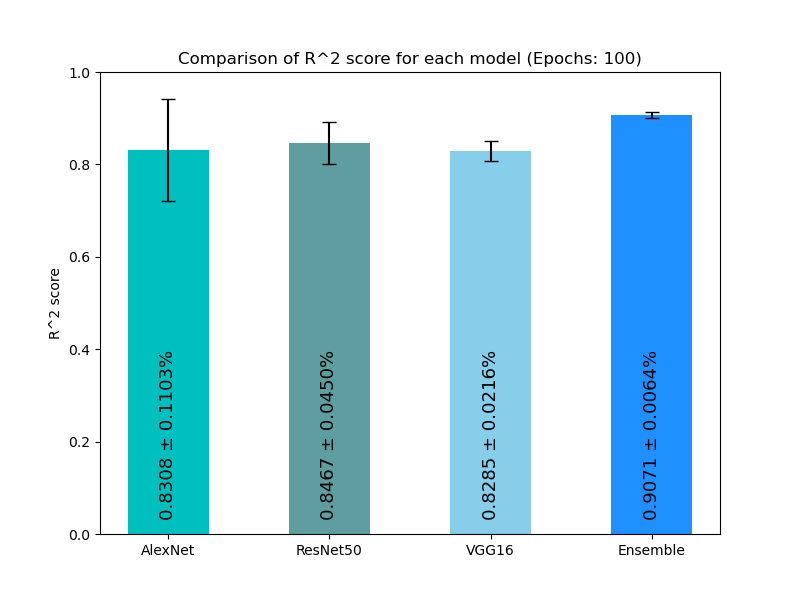 Comparison of R^2 score for each model (Epochs: 100)
1.0
0.8
0.6
0.4
0.2
0.0
R^2 score
0.8308 ± 0.1103%
0.8467 ± 0.0450%
0.8285 ± 0.0216%
0.9071 ± 0.0064%
AlexNet
ResNet50
VGG16
Ensemble